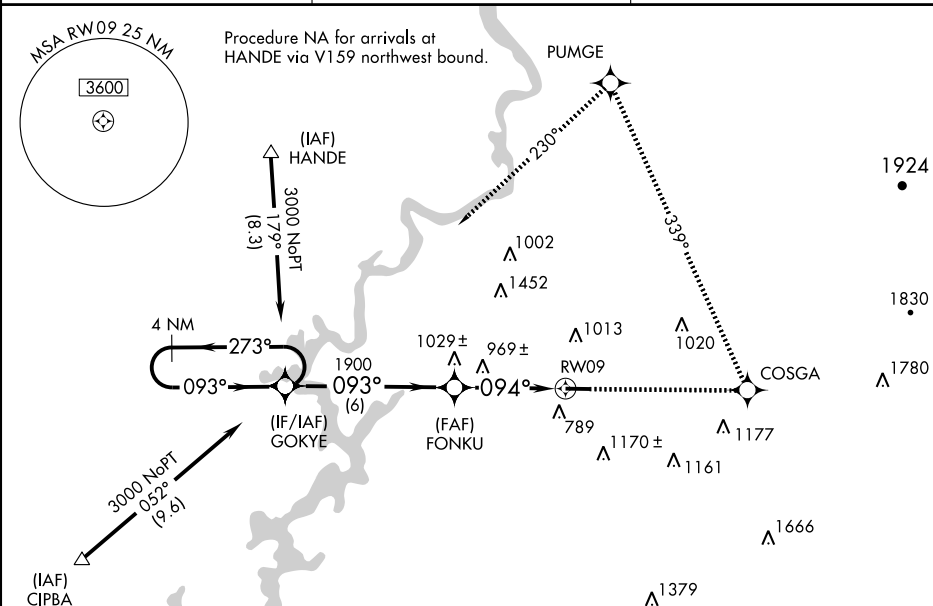 MSA RW09 25 NM
3600
Procedure NA for arrivals at
HANDE via V159 northwest bound.
PUMGE
(IAF)
HANDE
230°
1924
3000 NoPT
179°
(8.3)
339°
1002
1452
1830
4 NM
273°
1029 ±
969 ±
1013
1020
1900
093°
093°
(6)
094°
RW09
COSGA
1780
(IF/IAF)
GOKYE
(FAF)
FONKU
789
1177
1170 ±
1161
3000 NoPT
052°
(9.6)
1666
(IAF)
CIPBA
1379